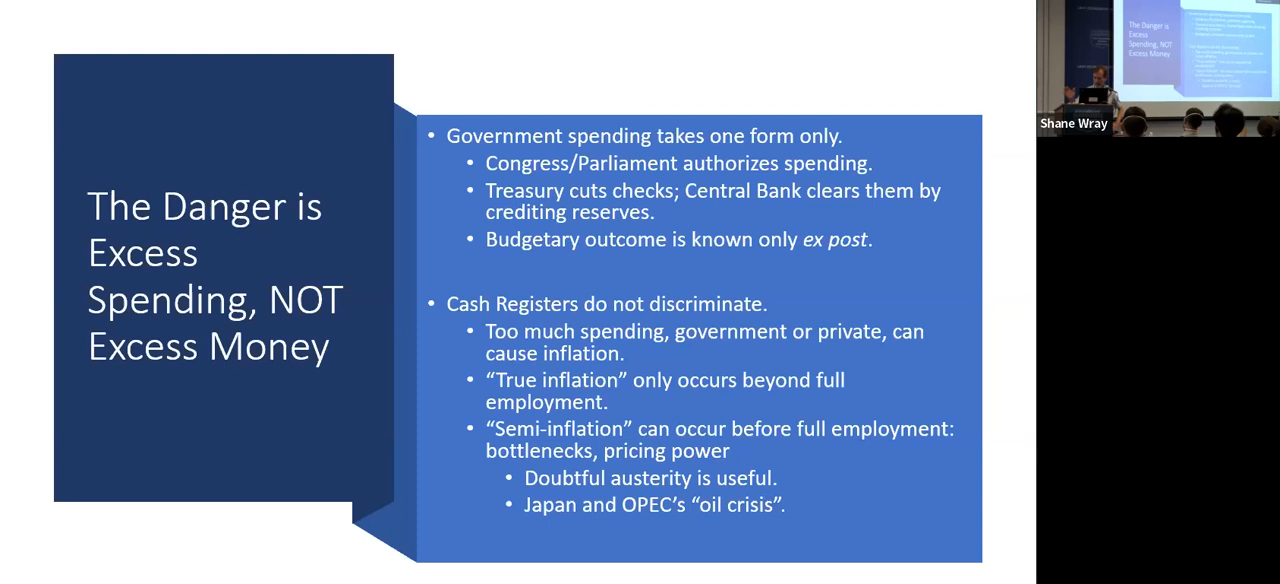 The Danger is
Excess
Spending, NOT
Excess Money
• Government spending takes one form only.
• Congress/Parliament authorizes spending.
• Treasury cuts checks; Central Bank clears them by
crediting reserves.
• Budgetary outcome is known only ex post.
• Cash Registers do not discriminate.
• Too much spending, government or private, can
cause inflation.
• “True inflation” only occurs beyond full
employment.
• “Semi-inflation” can occur before full employment:
bottlenecks, pricing power
• Doubtful austerity is useful.
• Japan and OPEC’s “oil crisis”.
The Danger is
Excess
Spending, NOT
Excess Money
Shane Wray